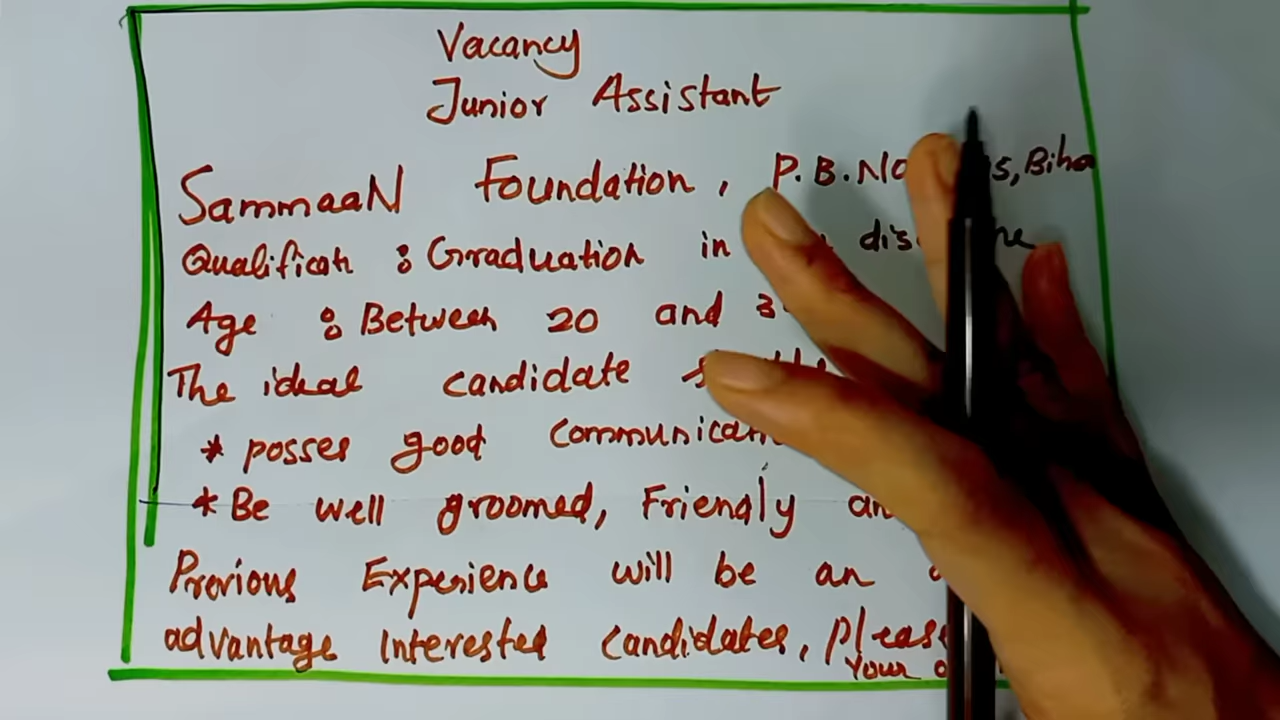 Vacancy
Junior Assistant
SammaaN Foundation, P.B.No
Qualificatn : Graduation in
Age : Between 20 and
The ideal candidate
* posses good
* Be well groomed, Friendly
Previous Experience will be an
advantage Interested candidates, Please
Your